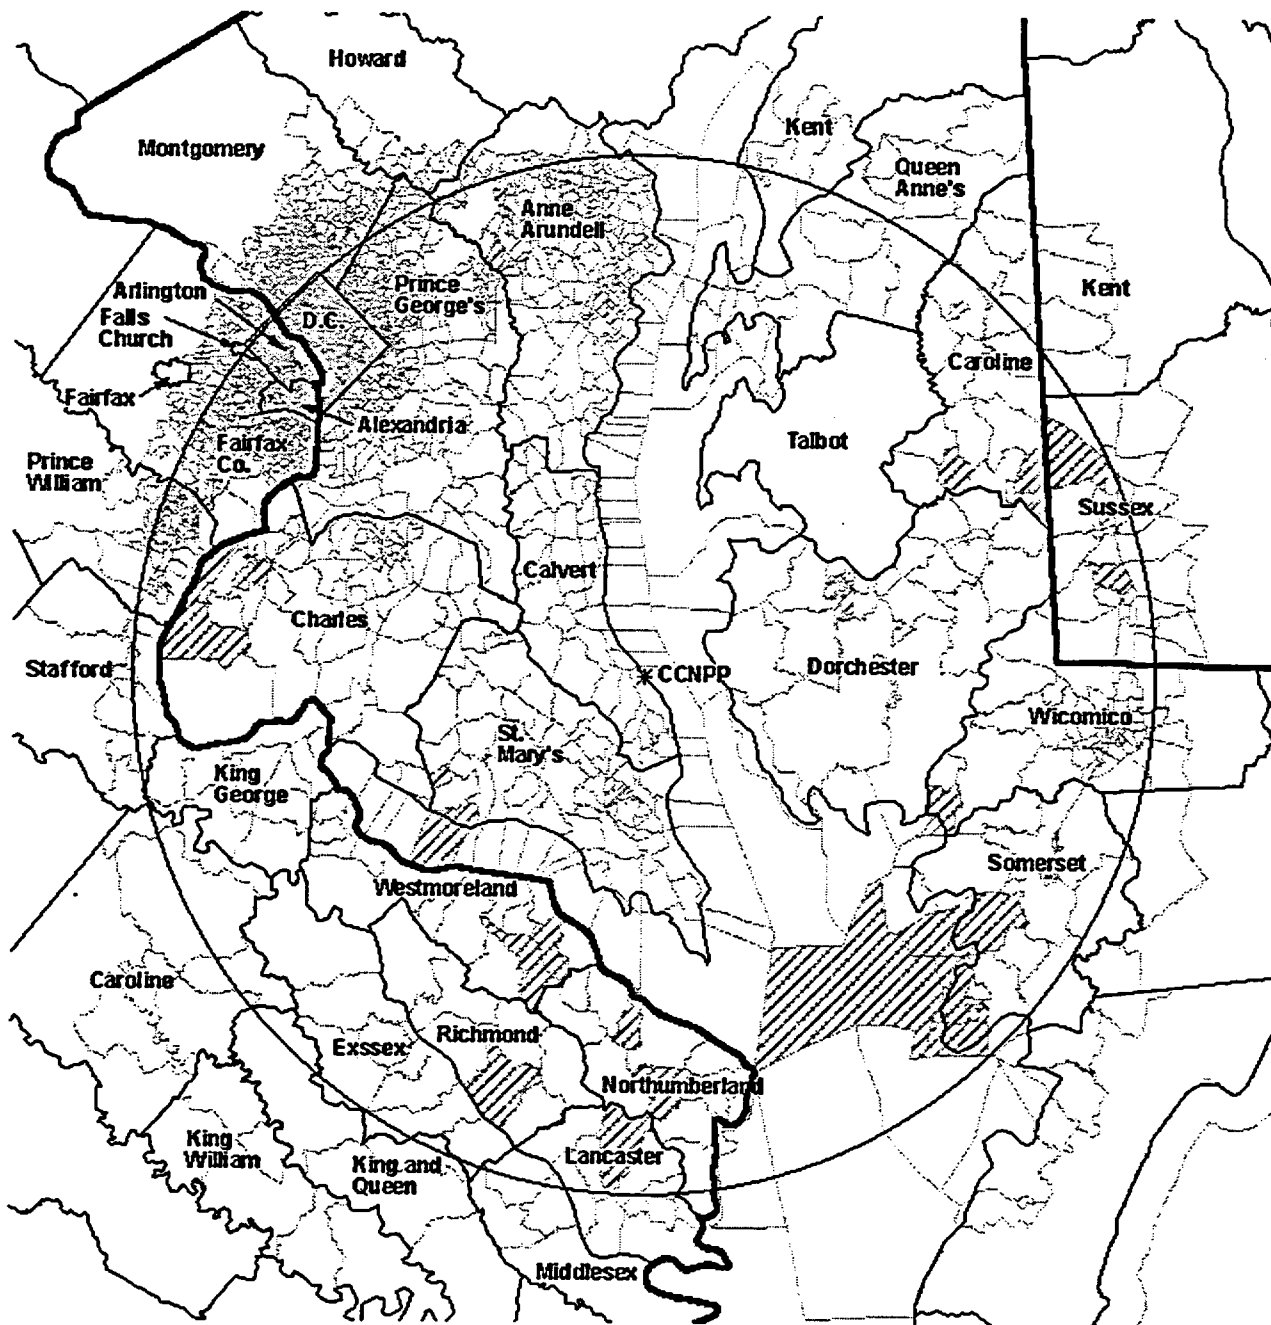 Howard
Montgomery
Kent
Queen
Anne's
Anne
Arundell
Prince
George's
Arlington
Falls
Church
D.C.
Kent
Caroline
Fairfax
Alexandria
Fairfax
Co.
Talbot
Prince
William
Sussex
Calvert
Charles
Stafford
CCNPP
Dorchester
Wicomico
St.
Mary's
King
George
Somerset
Westmoreland
Caroline
Richmond
Exssex
Northumberland
King
William
King and
Queen
Lancaster
Middlesex